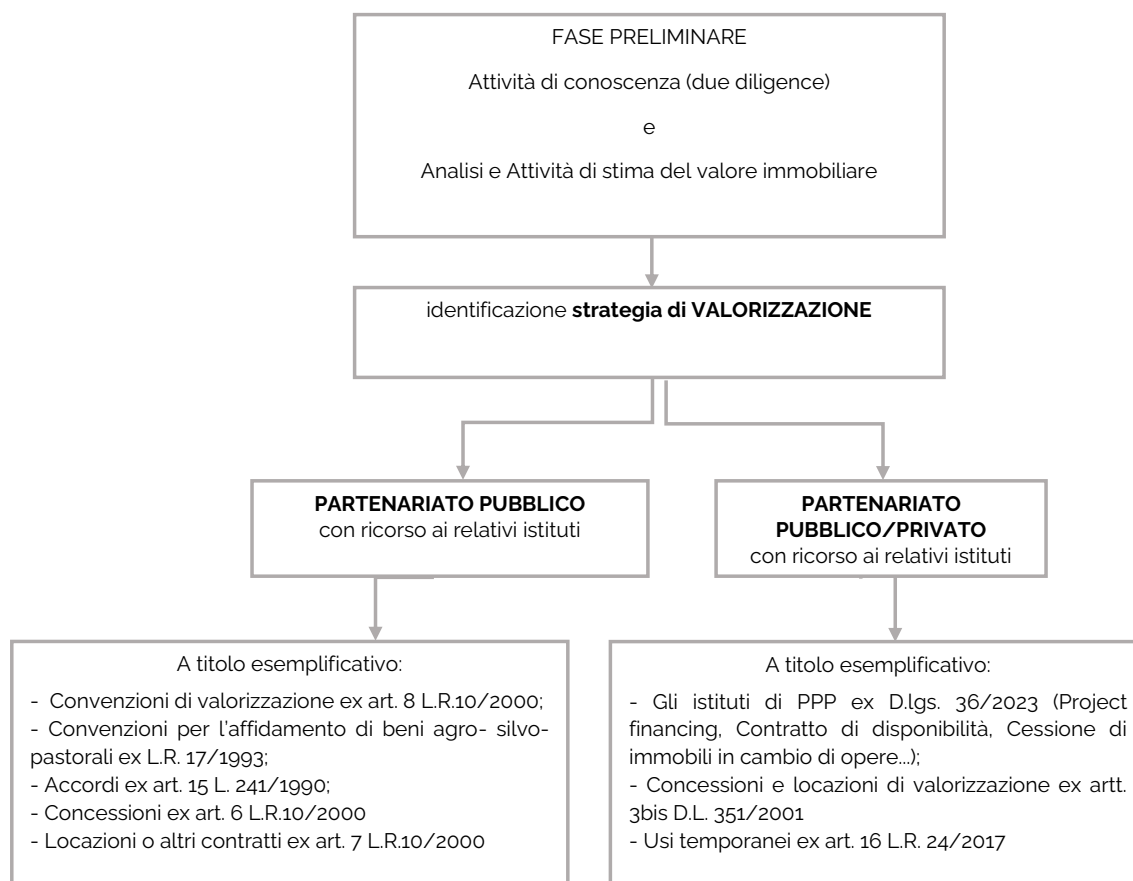 FASE PRELIMINARE
Attività di conoscenza (due diligence)
e
Analisi e Attività di stima del valore immobiliare
identificazione strategia di VALORIZZAZIONE
PARTENARIATO PUBBLICO
con ricorso ai relativi istituti
PARTENARIATO
PUBBLICO/PRIVATO
con ricorso ai relativi istituti
A titolo esemplificativo:
- Convenzioni di valorizzazione ex art. 8 L.R.10/2000;
- Convenzioni per l'affidamento di beni agro- silvo-
pastorali ex L.R. 17/1993;
- Accordi ex art. 15 L. 241/1990;
- Concessioni ex art. 6 L.R.10/2000
- Locazioni o altri contratti ex art. 7 L.R.10/2000
A titolo esemplificativo:
- Gli istituti di PPP ex D.lgs. 36/2023 (Project
financing, Contratto di disponibilità, Cessione di
immobili in cambio di opere...);
- Concessioni e locazioni di valorizzazione ex artt.
3bis D.L. 351/2001
- Usi temporanei ex art. 16 L.R. 24/2017